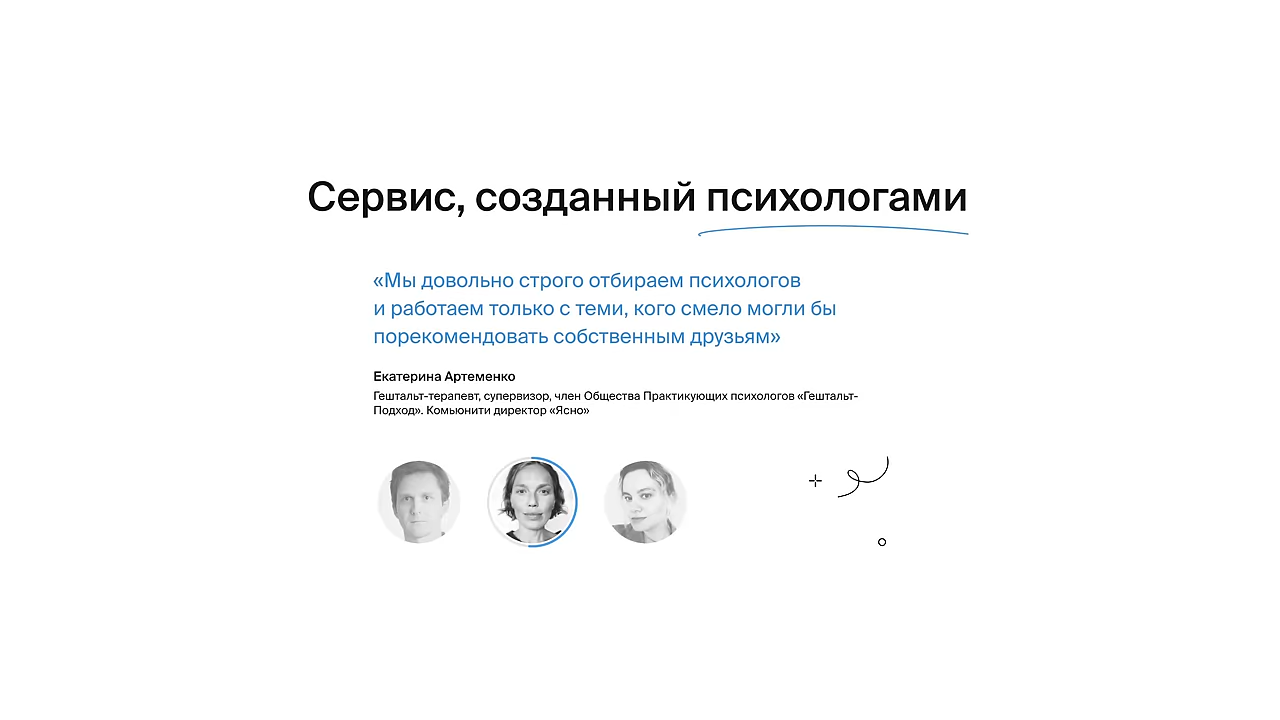 Сервис, созданный психологами
«Мы довольно строго отбираем психологов
и работаем только с теми, кого смело могли бы
порекомендовать собственным друзьям»
Екатерина Артеменко
Гештальт-терапевт, супервизор, член Общества Практикующих психологов «Гештальт-
Подход». Комьюнити директор «Ясно»